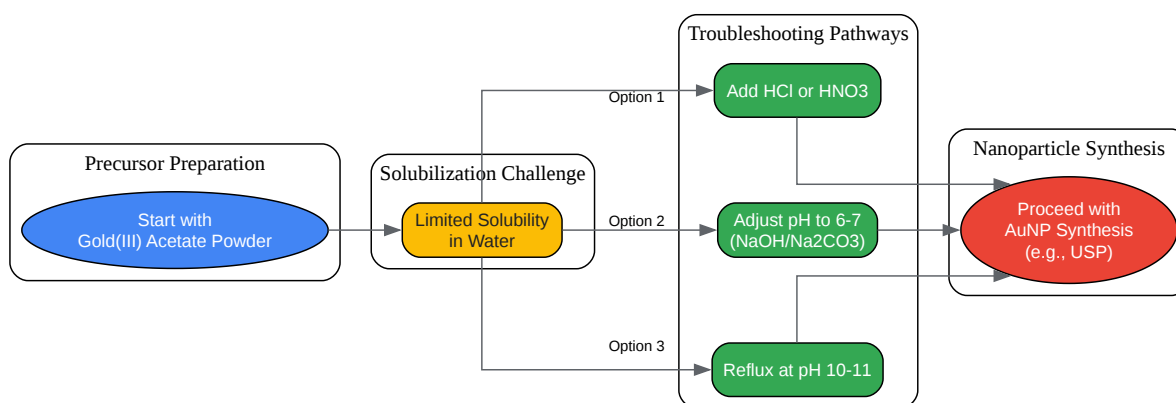 Precursor Preparation
Start with
Gold(III) Acetate Powder
Solubilization Challenge
Limited Solubility
in Water
Option 1
Option 2
Option 3
Troubleshooting Pathways
Add HCl or HNO3
Adjust pH to 6-7
(NaOH/Na2CO3)
Reflux at pH 10-11
Nanoparticle Synthesis
Proceed with
AuNP Synthesis
(e.g., USP)